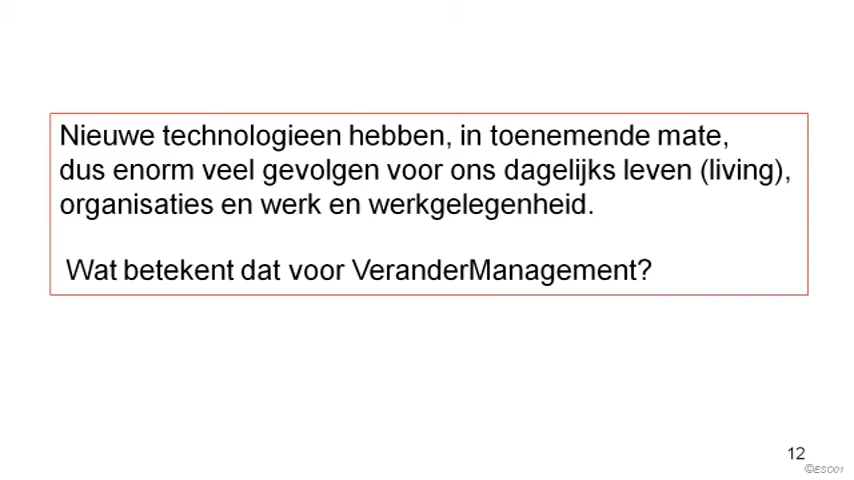 Nieuwe technologieen hebben, in toenemende mate,
dus enorm veel gevolgen voor ons dagelijks leven (living),
organisaties en werk en werkgelegenheid.
Wat betekent dat voor VeranderManagement?
12
©ESO01